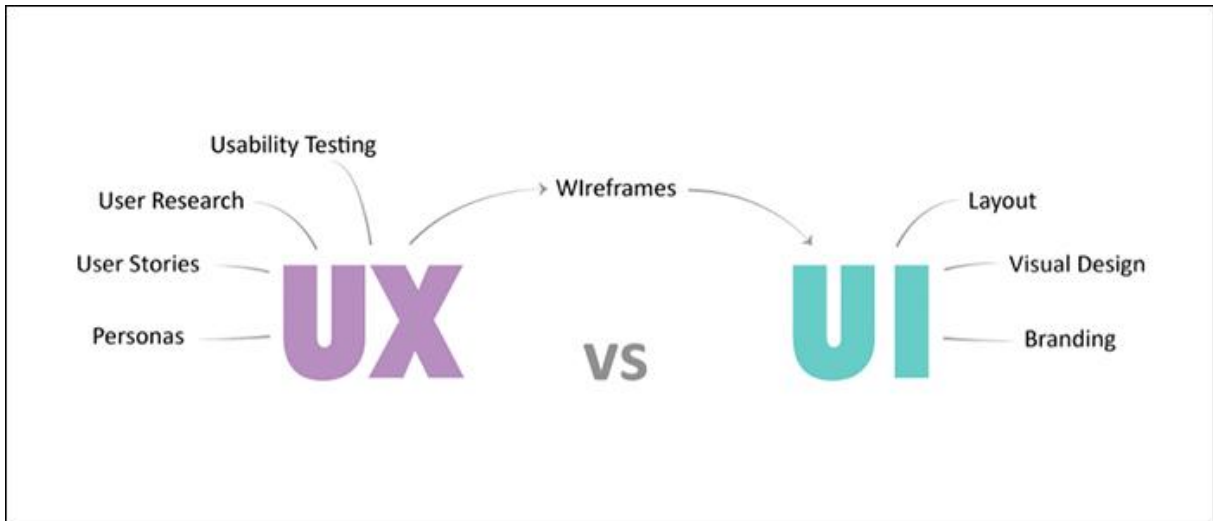 Usability Testing
WIreframes
User Research
Layout
User Stories
Visual Design
Personas
Branding
UX
vs
UI